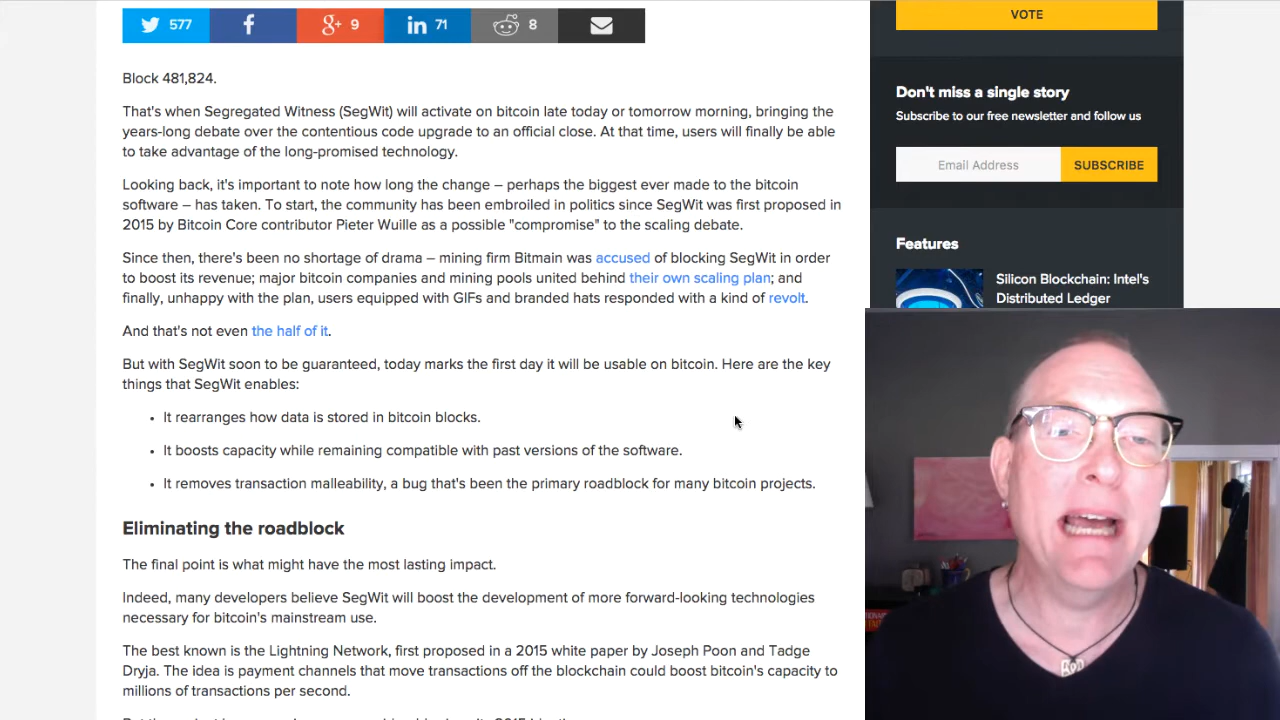 577
9
71
8
VOTE
Block 481,824.
That's when Segregated Witness (SegWit) will activate on bitcoin late today or tomorrow morning, bringing the
years-long debate over the contentious code upgrade to an official close. At that time, users will finally be able
to take advantage of the long-promised technology.
Looking back, it's important to note how long the change – perhaps the biggest ever made to the bitcoin
software – has taken. To start, the community has been embroiled in politics since SegWit was first proposed in
2015 by Bitcoin Core contributor Pieter Wuille as a possible "compromise" to the scaling debate.
Since then, there's been no shortage of drama – mining firm Bitmain was accused of blocking SegWit in order
to boost its revenue; major bitcoin companies and mining pools united behind their own scaling plan; and
finally, unhappy with the plan, users equipped with GIFs and branded hats responded with a kind of revolt.
And that's not even the half of it.
But with SegWit soon to be guaranteed, today marks the first day it will be usable on bitcoin. Here are the key
things that SegWit enables:
• It rearranges how data is stored in bitcoin blocks.
• It boosts capacity while remaining compatible with past versions of the software.
• It removes transaction malleability, a bug that's been the primary roadblock for many bitcoin projects.
Eliminating the roadblock
The final point is what might have the most lasting impact.
Indeed, many developers believe SegWit will boost the development of more forward-looking technologies
necessary for bitcoin's mainstream use.
The best known is the Lightning Network, first proposed in a 2015 white paper by Joseph Poon and Tadge
Dryja. The idea is payment channels that move transactions off the blockchain could boost bitcoin's capacity to
millions of transactions per second.
Don't miss a single story
Subscribe to our free newsletter and follow us
Email Address
SUBSCRIBE
Features
Silicon Blockchain: Intel's
Distributed Ledger